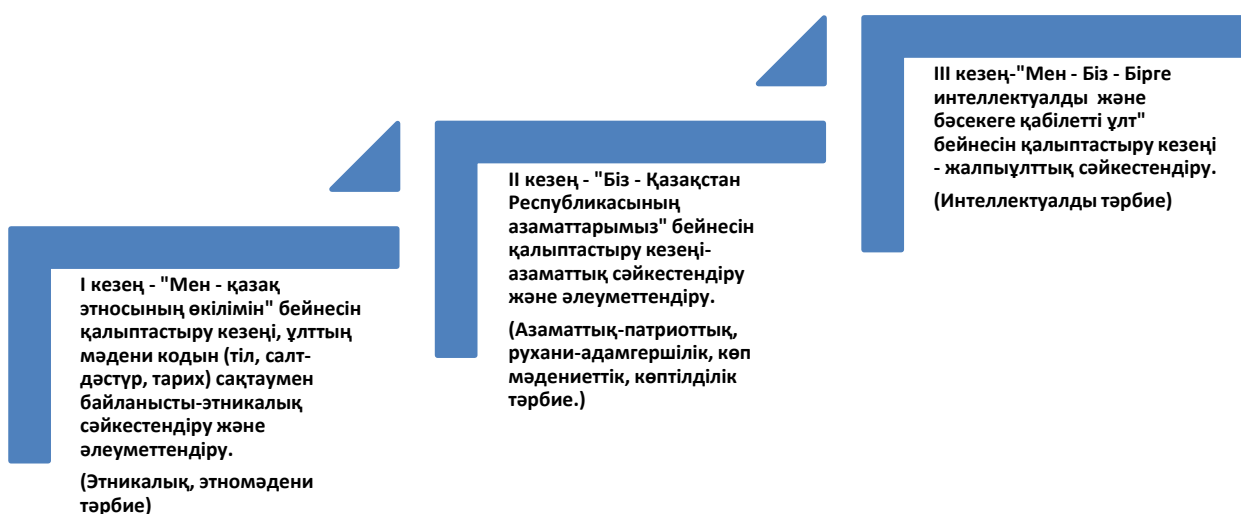 І кезең - "Мен - қазақ
этносының өкілімін" бейнесін
қалыптастыру кезеңі, ұлттың
мәдени кодын (тіл, салт-
дәстүр, тарих) сақтаумен
байланысты-этникалық
сәйкестендіру және
әлеуметтендіру.
(Этникалық, этномәдени
тәрбие)
ІІ кезең - "Біз - Қазақстан
Республикасының
азаматтарымыз" бейнесін
қалыптастыру кезеңі-
азаматтық сәйкестендіру
және әлеуметтендіру.
(Азаматтық-патриоттық,
рухани-адамгершілік, көп
мәдениеттік, көптілділік
тәрбие.)
ІІІ кезең-"Мен - Біз - Бірге
интеллектуалды  және
бәсекеге қабілетті ұлт"
бейнесін қалыптастыру кезеңі
- жалпыұлттық сәйкестендіру.
(Интеллектуалды тәрбие)